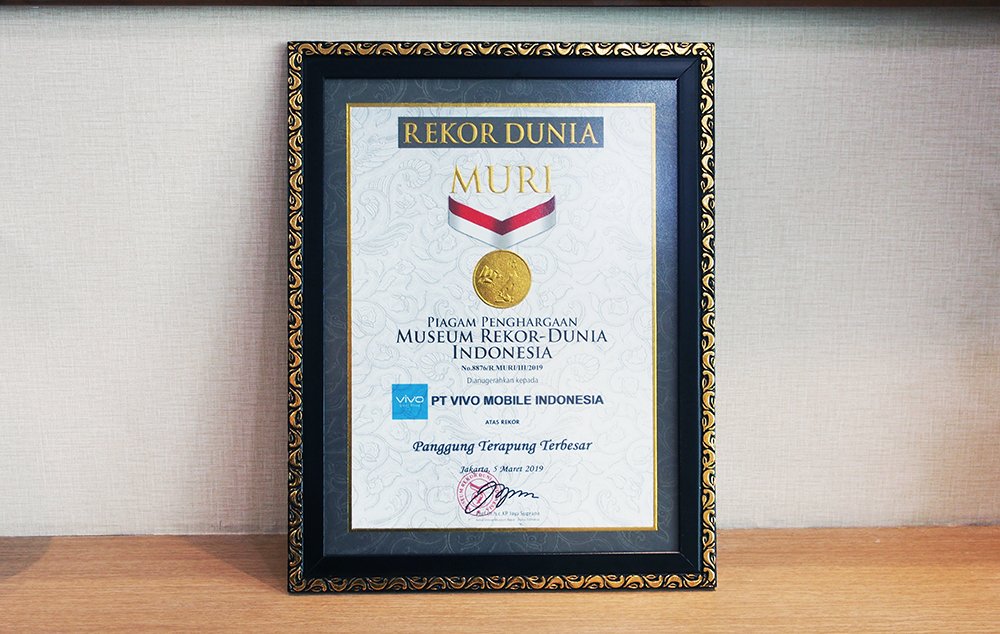 REKOR DUNIA
MURI
PIAGAM PENGHARGAAN
MUSEUM REKOR-DUNIA
INDONESIA
No.8876/R.MURI/III/2019
Dianugerahkan kepada
vivo
PT VIVO MOBILE INDONESIA
ATAS REKOR
Panggung Terapung Terbesar
Jakarta, 5 Maret 2019